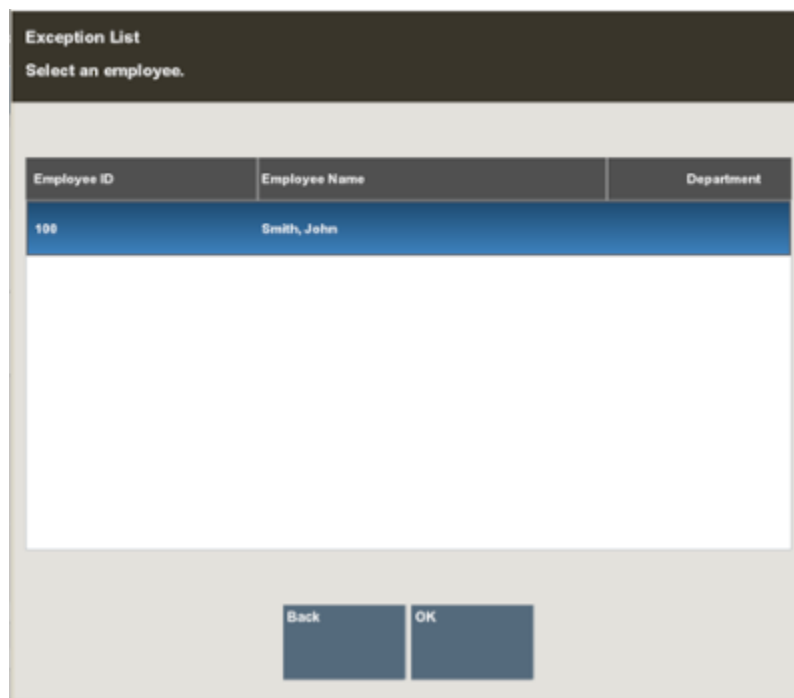 Exception List
Select an employee.
Employee ID Employee Name Department
100 Smith, John
Back OK